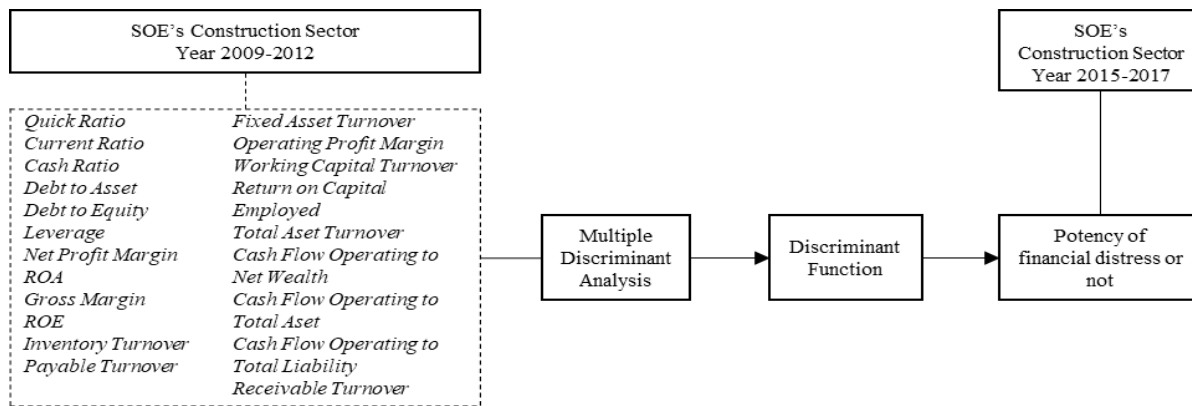 SOE's Construction Sector
Year 2009-2012
SOE's
Construction Sector
Year 2015-2017
Quick Ratio
Current Ratio
Cash Ratio
Debt to Asset
Debt to Equity
Leverage
Net Profit Margin
ROA
Gross Margin
ROE
Inventory Turnover
Payable Turnover
Fixed Asset Turnover
Operating Profit Margin
Working Capital Turnover
Return on Capital
Employed
Total Asset Turnover
Cash Flow Operating to
Net Wealth
Cash Flow Operating to
Total Aset
Cash Flow Operating to
Total Liability
Receivable Turnover
Multiple
Discriminant
Analysis
Discriminant
Function
Potency of
financial distress or
not